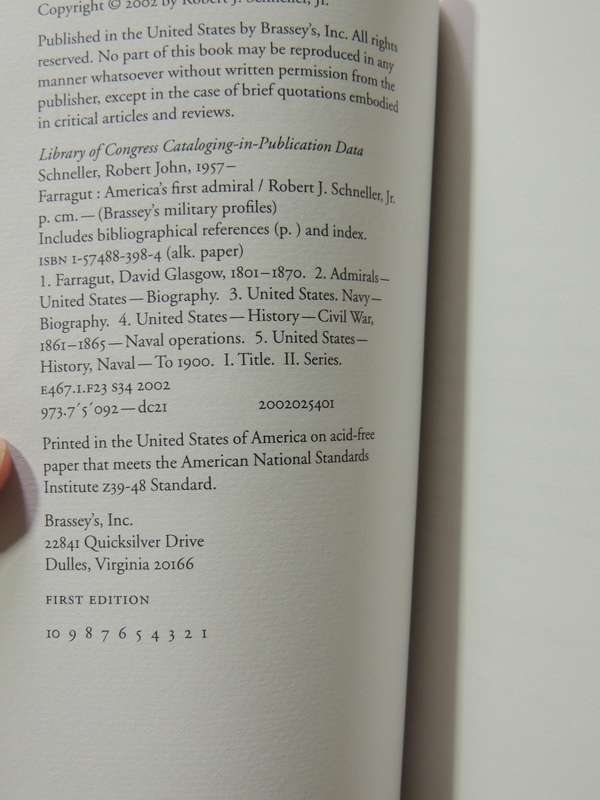 Copyright © 2002 by Robert J. Schneller, Jr.
Published in the United States by Brassey's, Inc. All rights
reserved. No part of this book may be reproduced in any
manner whatsoever without written permission from the
publisher, except in the case of brief quotations embodied
in critical articles and reviews.
Library of Congress Cataloging-in-Publication Data
Schneller, Robert John, 1957–
Farragut : America's first admiral / Robert J. Schneller, Jr.
p. cm. — (Brassey's military profiles)
Includes bibliographical references (p. ) and index.
ISBN 1-57488-398-4 (alk. paper)
1. Farragut, David Glasgow, 1801–1870. 2. Admirals—
United States—Biography. 3. United States. Navy—
Biography. 4. United States—History—Civil War,
1861–1865—Naval operations. 5. United States—
History, Naval—To 1900. I. Title. II. Series.
E467.1.F23 S34 2002
973.7´5´092—dc21 2002025401
Printed in the United States of America on acid-free
paper that meets the American National Standards
Institute Z39-48 Standard.
Brassey's, Inc.
22841 Quicksilver Drive
Dulles, Virginia 20166
FIRST EDITION
10 9 8 7 6 5 4 3 2 1